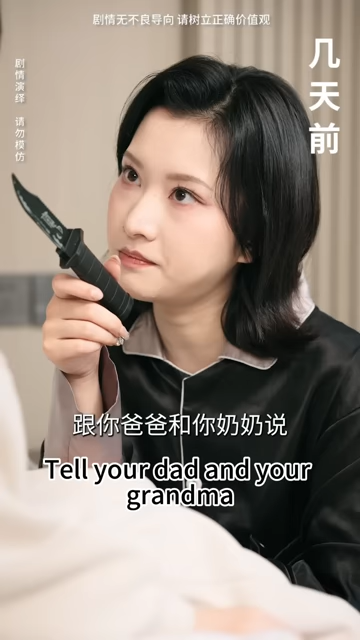 剧情无不良导向 请树立正确价值观
几天前
剧情演绎 请勿模仿
跟你爸爸和你奶奶说
Tell your dad and your
grandma